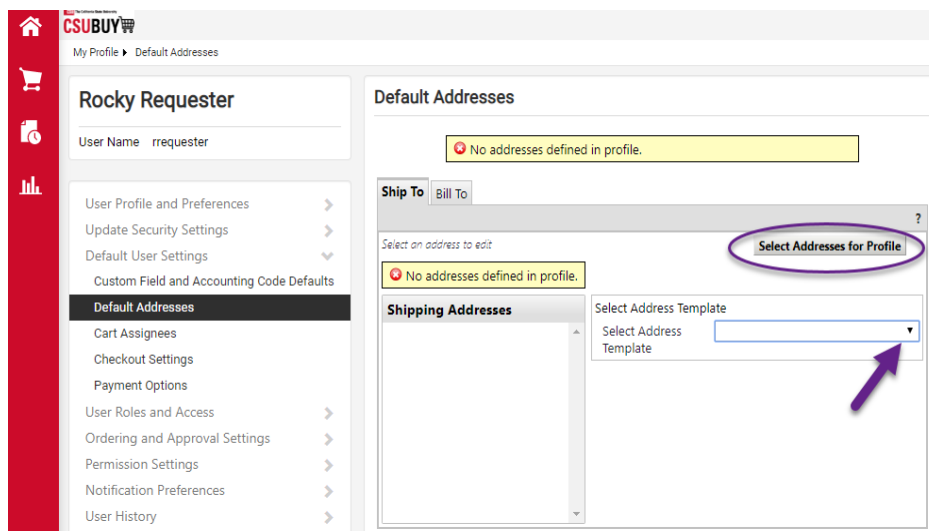 The California State University
CSUBUY
My Profile Default Addresses
Rocky Requester
User Name rrequester
User Profile and Preferences
Update Security Settings
Default User Settings
Custom Field and Accounting Code Defaults
Default Addresses
Cart Assignees
Checkout Settings
Payment Options
User Roles and Access
Ordering and Approval Settings
Permission Settings
Notification Preferences
User History
Default Addresses
No addresses defined in profile.
Ship To Bill To
?
Select an address to edit
Select Addresses for Profile
No addresses defined in profile.
Shipping Addresses
Select Address Template
Select Address
Template